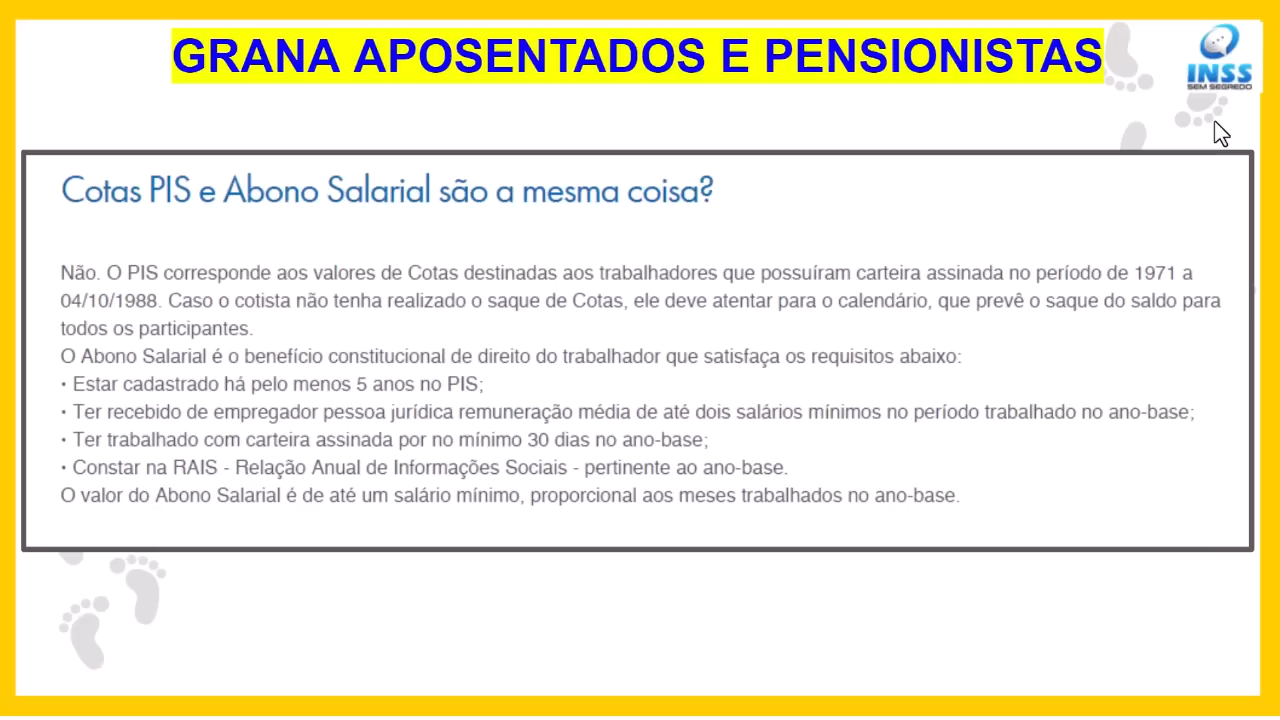 GRANA APOSENTADOS E PENSIONISTAS
INSS
SEM SEGREDO
Cotas PIS e Abono Salarial são a mesma coisa?
Não. O PIS corresponde aos valores de Cotas destinadas aos trabalhadores que possuíram carteira assinada no período de 1971 a
04/10/1988. Caso o cotista não tenha realizado o saque de Cotas, ele deve atentar para o calendário, que prevê o saque do saldo para
todos os participantes.
O Abono Salarial é o benefício constitucional de direito do trabalhador que satisfaça os requisitos abaixo:
• Estar cadastrado há pelo menos 5 anos no PIS;
• Ter recebido de empregador pessoa jurídica remuneração média de até dois salários mínimos no período trabalhado no ano-base;
• Ter trabalhado com carteira assinada por no mínimo 30 dias no ano-base;
• Constar na RAIS - Relação Anual de Informações Sociais - pertinente ao ano-base.
O valor do Abono Salarial é de até um salário mínimo, proporcional aos meses trabalhados no ano-base.